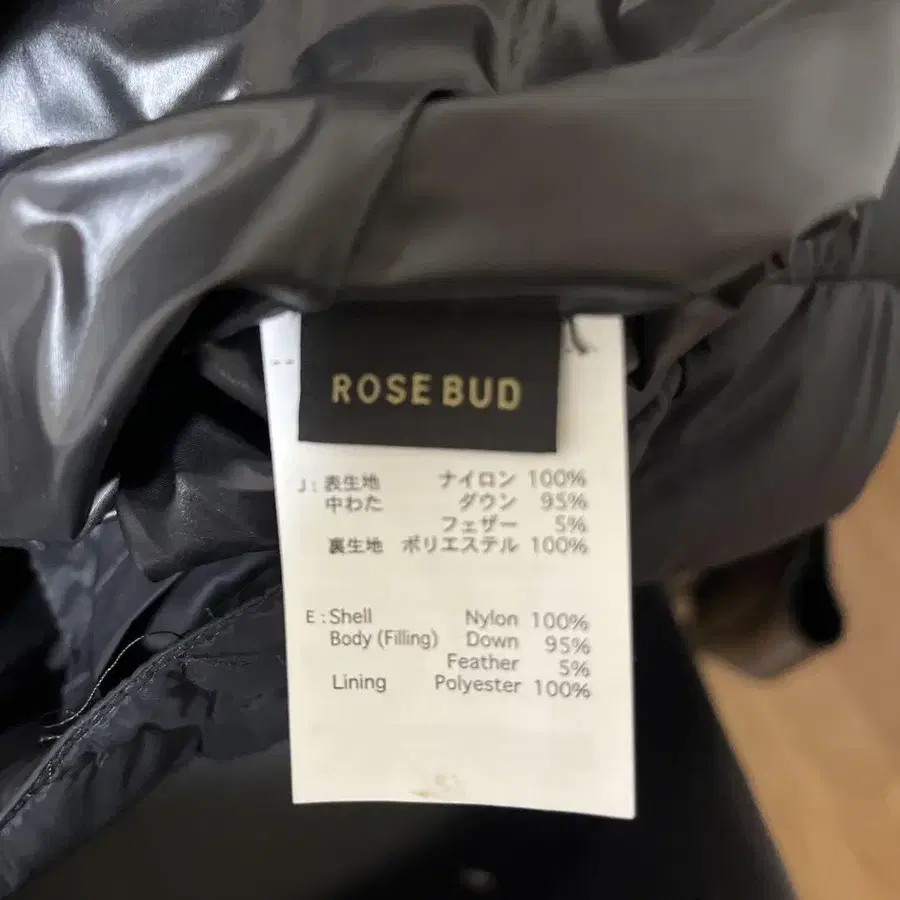 ROSE BUD
J : 表生地 ナイロン 100%
中わた ダウン 95%
フェザー 5%
裏生地 ポリエステル 100%
E : Shell Nylon 100%
Body (Filling) Down 95%
Feather 5%
Lining Polyester 100%